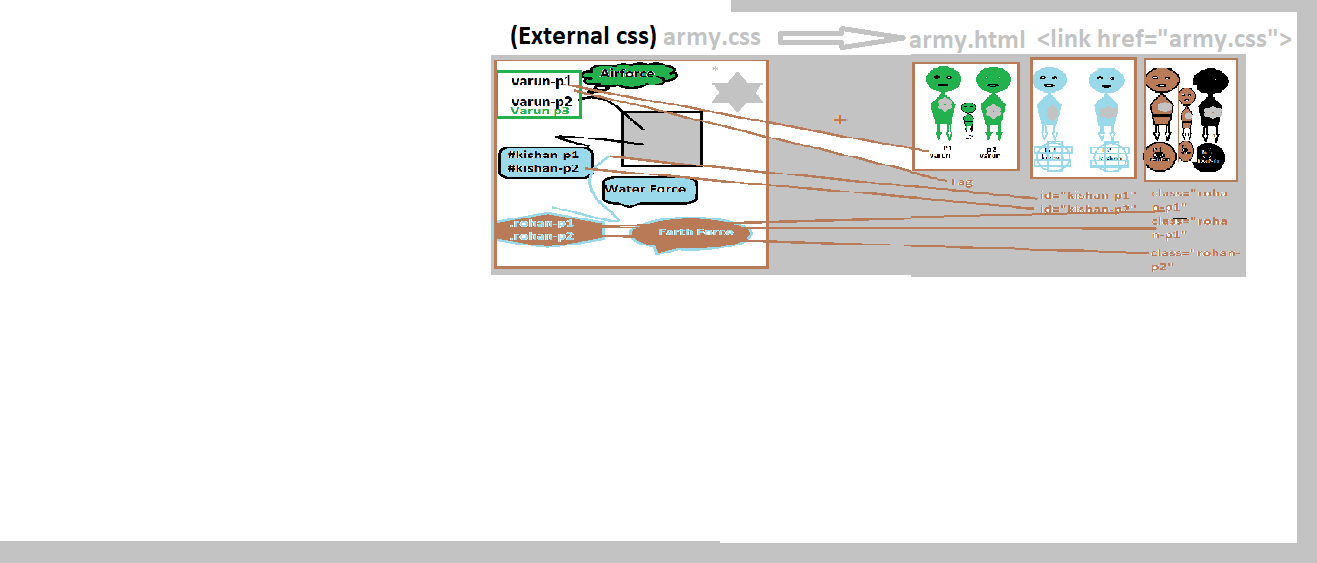 (External css) army.css army.html <link href="army.css">
Airforce *
varun-p1
varun-p2
Varun p3
+
#kishan p1
#kishan-p2
Water Force
.rohan-p1
.rohan-p2
Earth Force
p1
varun
p2
varun
Tag
id="kishan p1"
id="kishan-p2"
class="roha
n-p1"
class="roha
n-p1"
class="rohan-
p2"